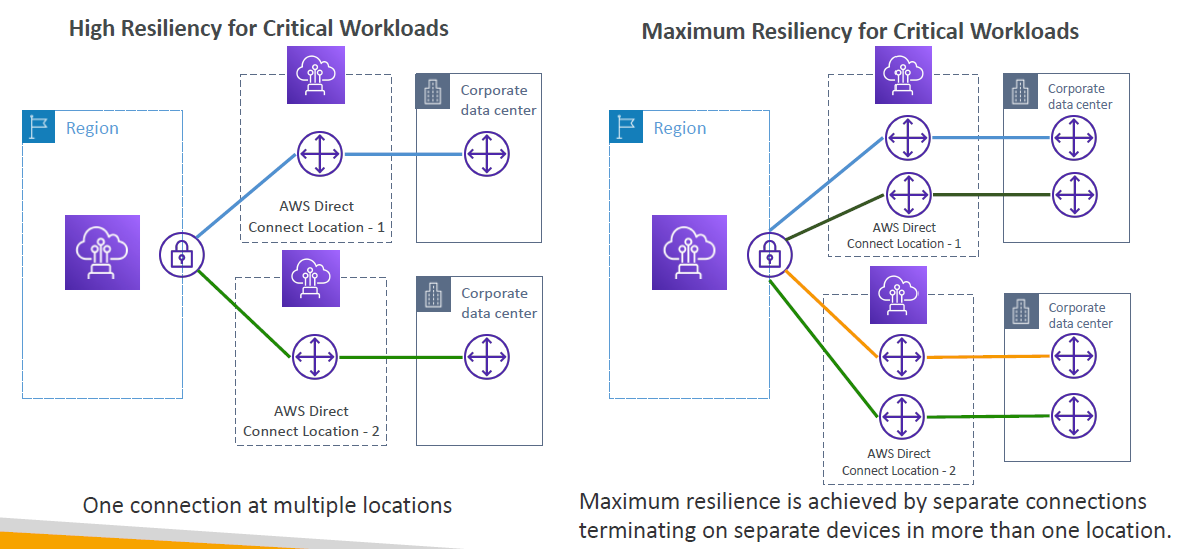 High Resiliency for Critical Workloads
Region
Corporate
data center
AWS Direct
Connect Location - 1
Corporate
data center
AWS Direct
Connect Location - 2
One connection at multiple locations
Maximum Resiliency for Critical Workloads
Region
Corporate
data center
AWS Direct
Connect Location - 1
Corporate
data center
AWS Direct
Connect Location - 2
Maximum resilience is achieved by separate connections
terminating on separate devices in more than one location.